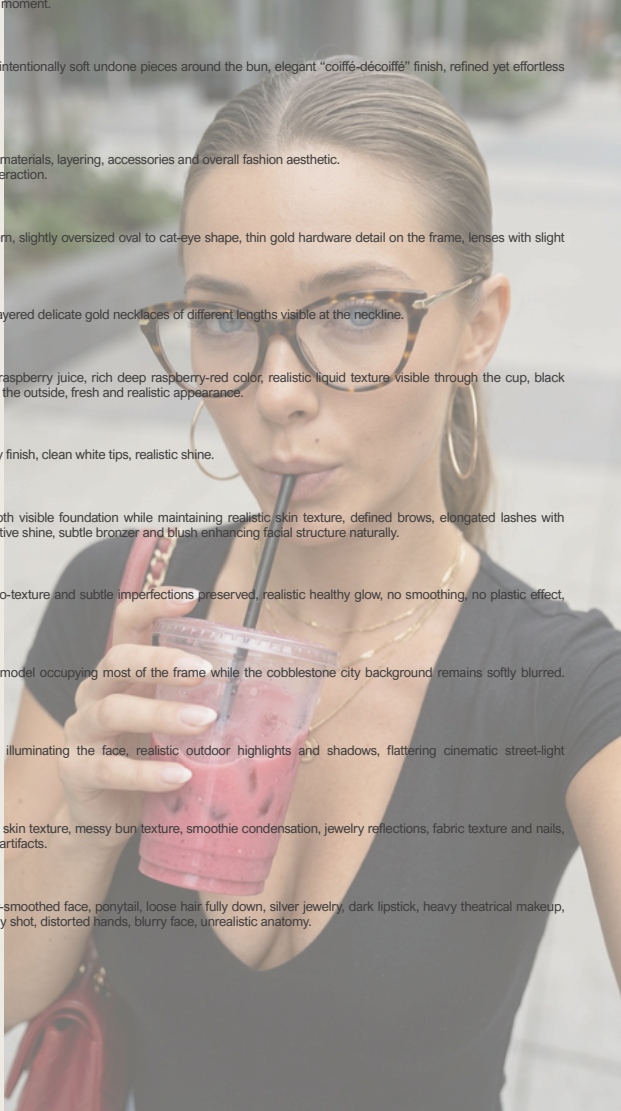 moment.
intentionally soft undone pieces around the bun, elegant “coiffé-décoiffé” finish, refined yet effortless
materials, layering, accessories and overall fashion aesthetic.
eraction.
rn, slightly oversized oval to cat-eye shape, thin gold hardware detail on the frame, lenses with slight
ayered delicate gold necklaces of different lengths visible at the neckline.
raspberry juice, rich deep raspberry-red color, realistic liquid texture visible through the cup, black
the outside, fresh and realistic appearance.
y finish, clean white tips, realistic shine.
oth visible foundation while maintaining realistic skin texture, defined brows, elongated lashes with
tive shine, subtle bronzer and blush enhancing facial structure naturally.
o-texture and subtle imperfections preserved, realistic healthy glow, no smoothing, no plastic effect,
model occupying most of the frame while the cobblestone city background remains softly blurred.
illuminating the face, realistic outdoor highlights and shadows, flattering cinematic street-light
skin texture, messy bun texture, smoothie condensation, jewelry reflections, fabric texture and nails,
artifacts.
-smoothed face, ponytail, loose hair fully down, silver jewelry, dark lipstick, heavy theatrical makeup,
y shot, distorted hands, blurry face, unrealistic anatomy.